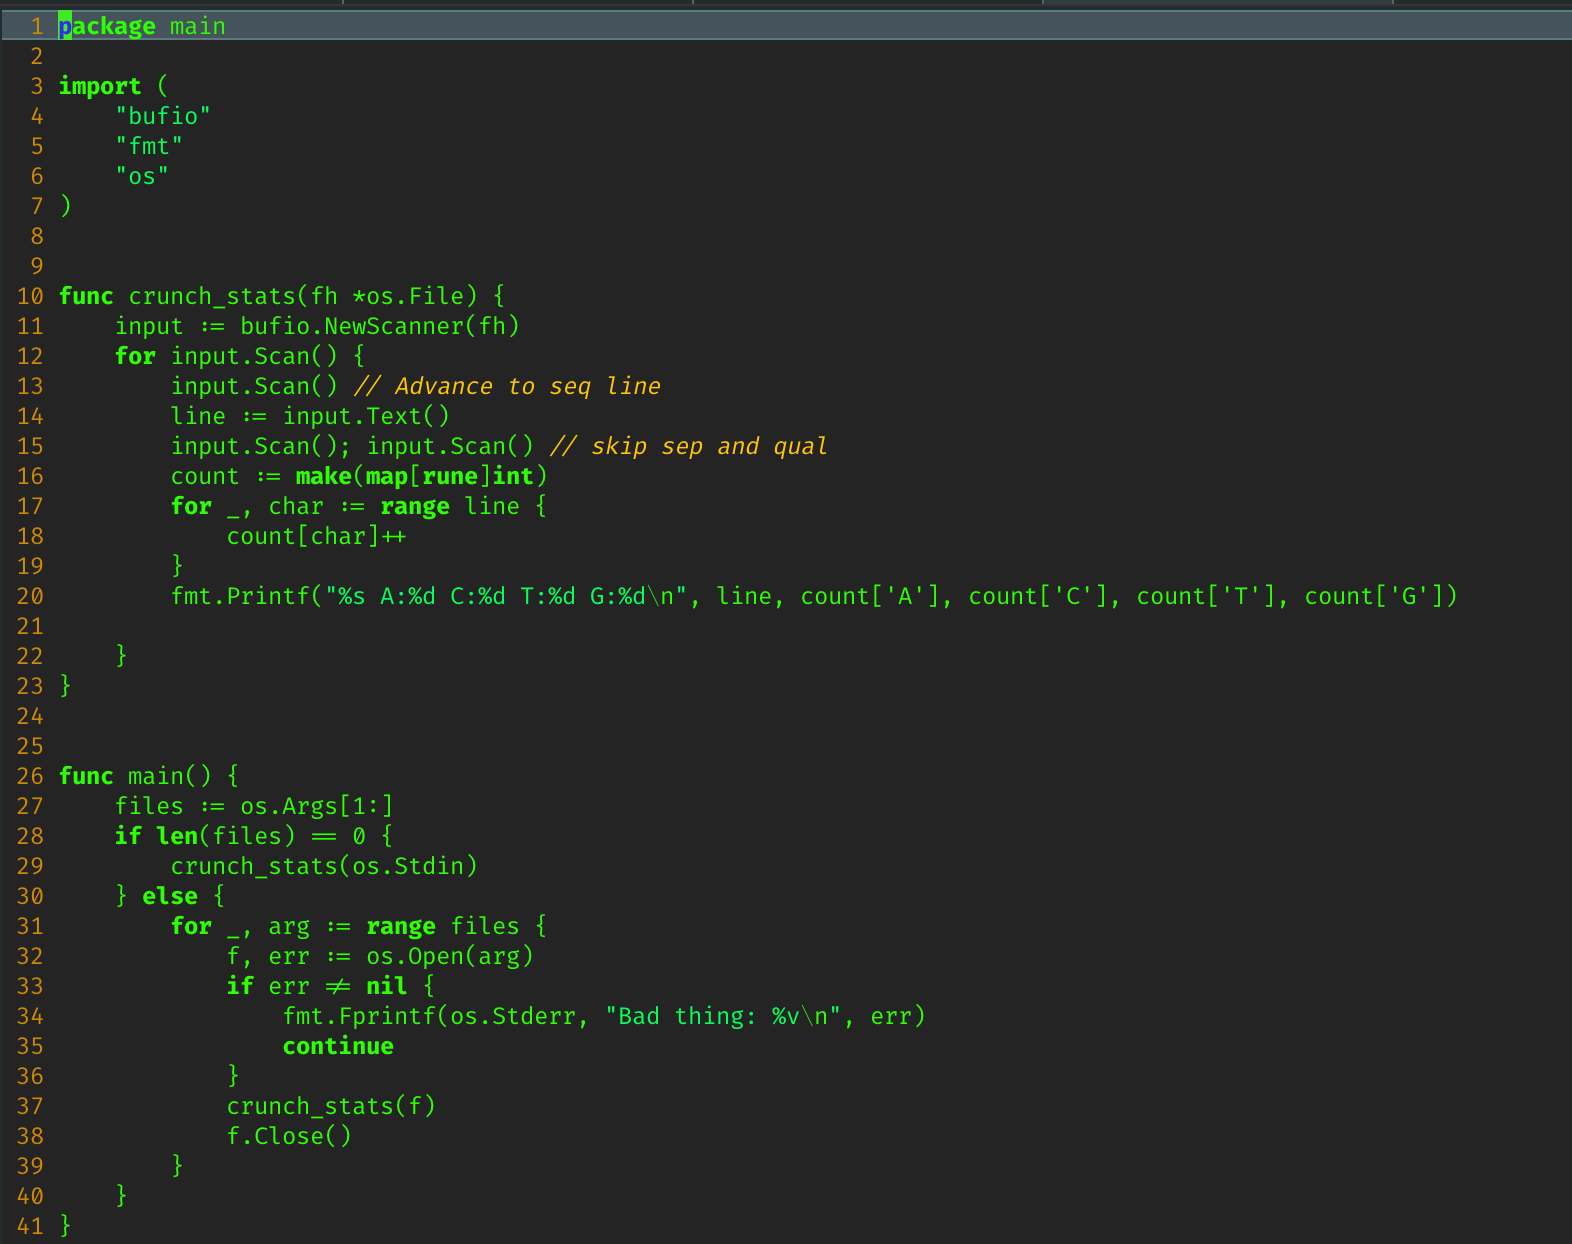 1 package main
2
3 import (
4     "bufio"
5     "fmt"
6     "os"
7 )
8
9
10 func crunch_stats(fh *os.File) {
11     input := bufio.NewScanner(fh)
12     for input.Scan() {
13         input.Scan() // Advance to seq line
14         line := input.Text()
15         input.Scan(); input.Scan() // skip sep and qual
16         count := make(map[rune]int)
17         for _, char := range line {
18             count[char]++
19         }
20         fmt.Printf("%s A:%d C:%d T:%d G:%d\n", line, count['A'], count['C'], count['T'], count['G'])
21
22     }
23 }
24
25
26 func main() {
27     files := os.Args[1:]
28     if len(files) == 0 {
29         crunch_stats(os.Stdin)
30     } else {
31         for _, arg := range files {
32             f, err := os.Open(arg)
33             if err != nil {
34                 fmt.Fprintf(os.Stderr, "Bad thing: %v\n", err)
35                 continue
36             }
37             crunch_stats(f)
38             f.Close()
39         }
40     }
41 }